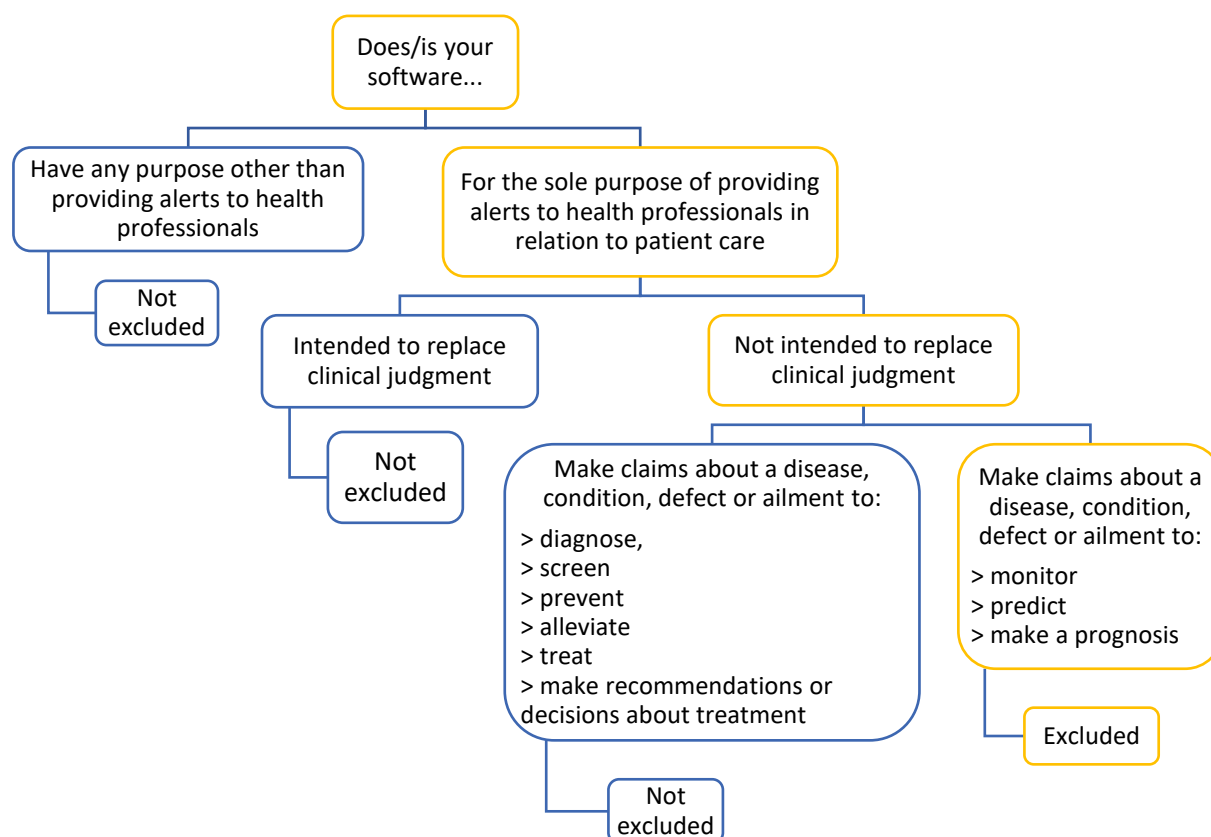 Does/is your
software...
Have any purpose other than
providing alerts to health
professionals
For the sole purpose of providing
alerts to health professionals in
relation to patient care
Not
excluded
Intended to replace
clinical judgment
Not intended to replace
clinical judgment
Not
excluded
Make claims about a disease,
condition, defect or ailment to:
> diagnose,
> screen
> prevent
> alleviate
> treat
> make recommendations or
decisions about treatment
Make claims about a
disease, condition,
defect or ailment to:
> monitor
> predict
> make a prognosis
Excluded
Not
excluded